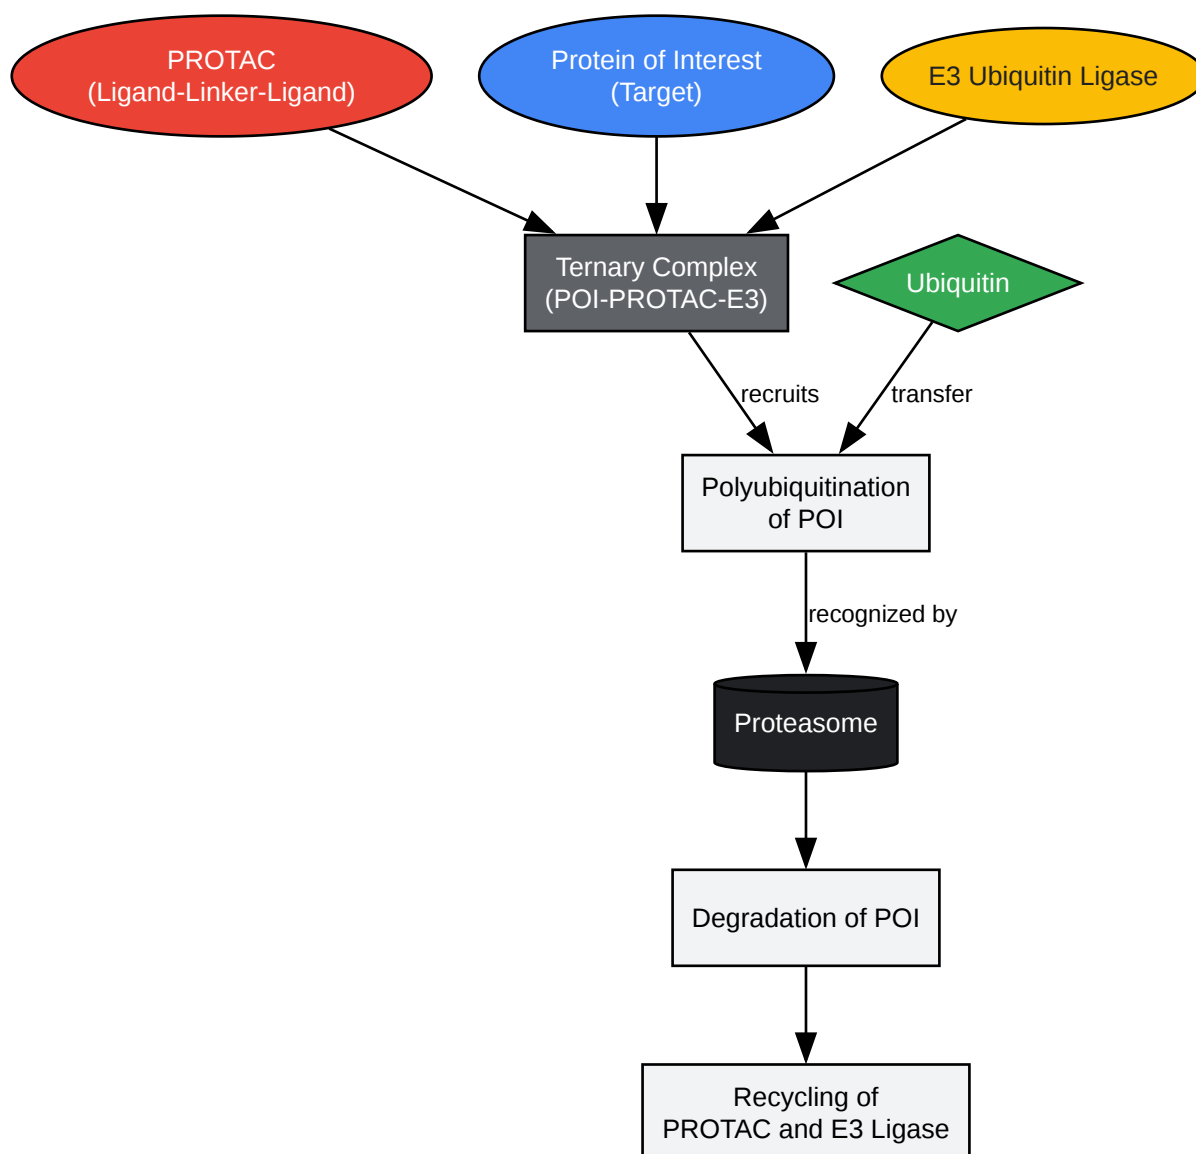 PROTAC
(Ligand-Linker-Ligand)
Protein of Interest
(Target)
E3 Ubiquitin Ligase
Ternary Complex
(POI-PROTAC-E3)
Ubiquitin
recruits
transfer
Polyubiquitination
of POI
recognized by
Proteasome
Degradation of POI
Recycling of
PROTAC and E3 Ligase